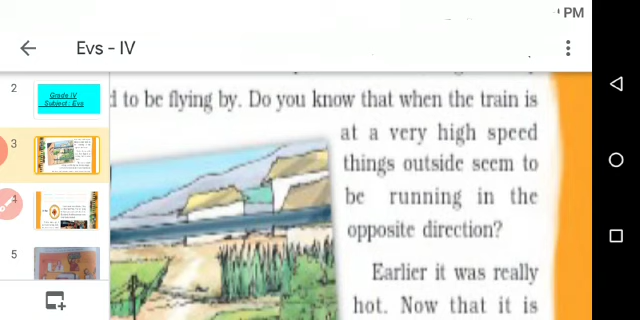 PM
Evs - IV
2
Grade IV
Subject : Evs
3
4
5
to be flying by. Do you know that when the train is
at a very high speed
things outside seem to
be running in the
opposite direction?
Earlier it was really
hot. Now that it is